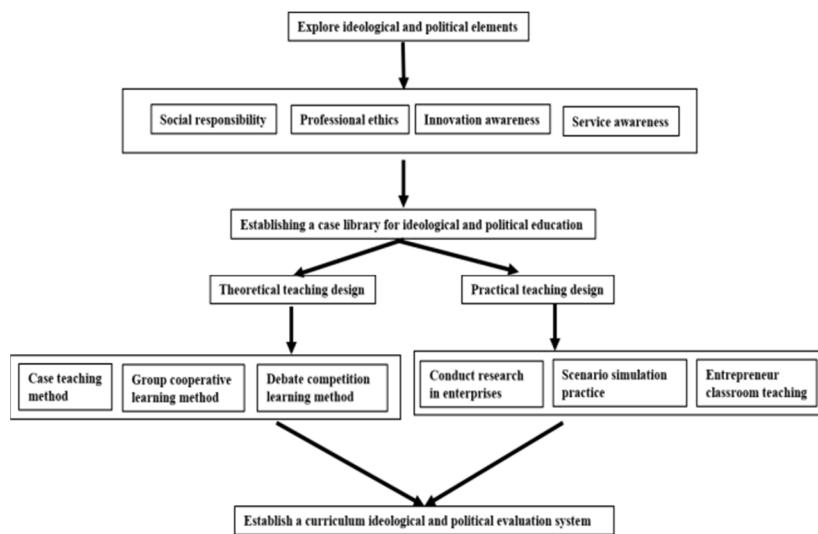 Explore ideological and political elements
Social responsibility
Professional ethics
Innovation awareness
Service awareness
Establishing a case library for ideological and political education
Theoretical teaching design
Practical teaching design
Case teaching
method
Group cooperative
learning method
Debate competition
learning method
Conduct research
in enterprises
Scenario simulation
practice
Entrepreneur
classroom teaching
Establish a curriculum ideological and political evaluation system